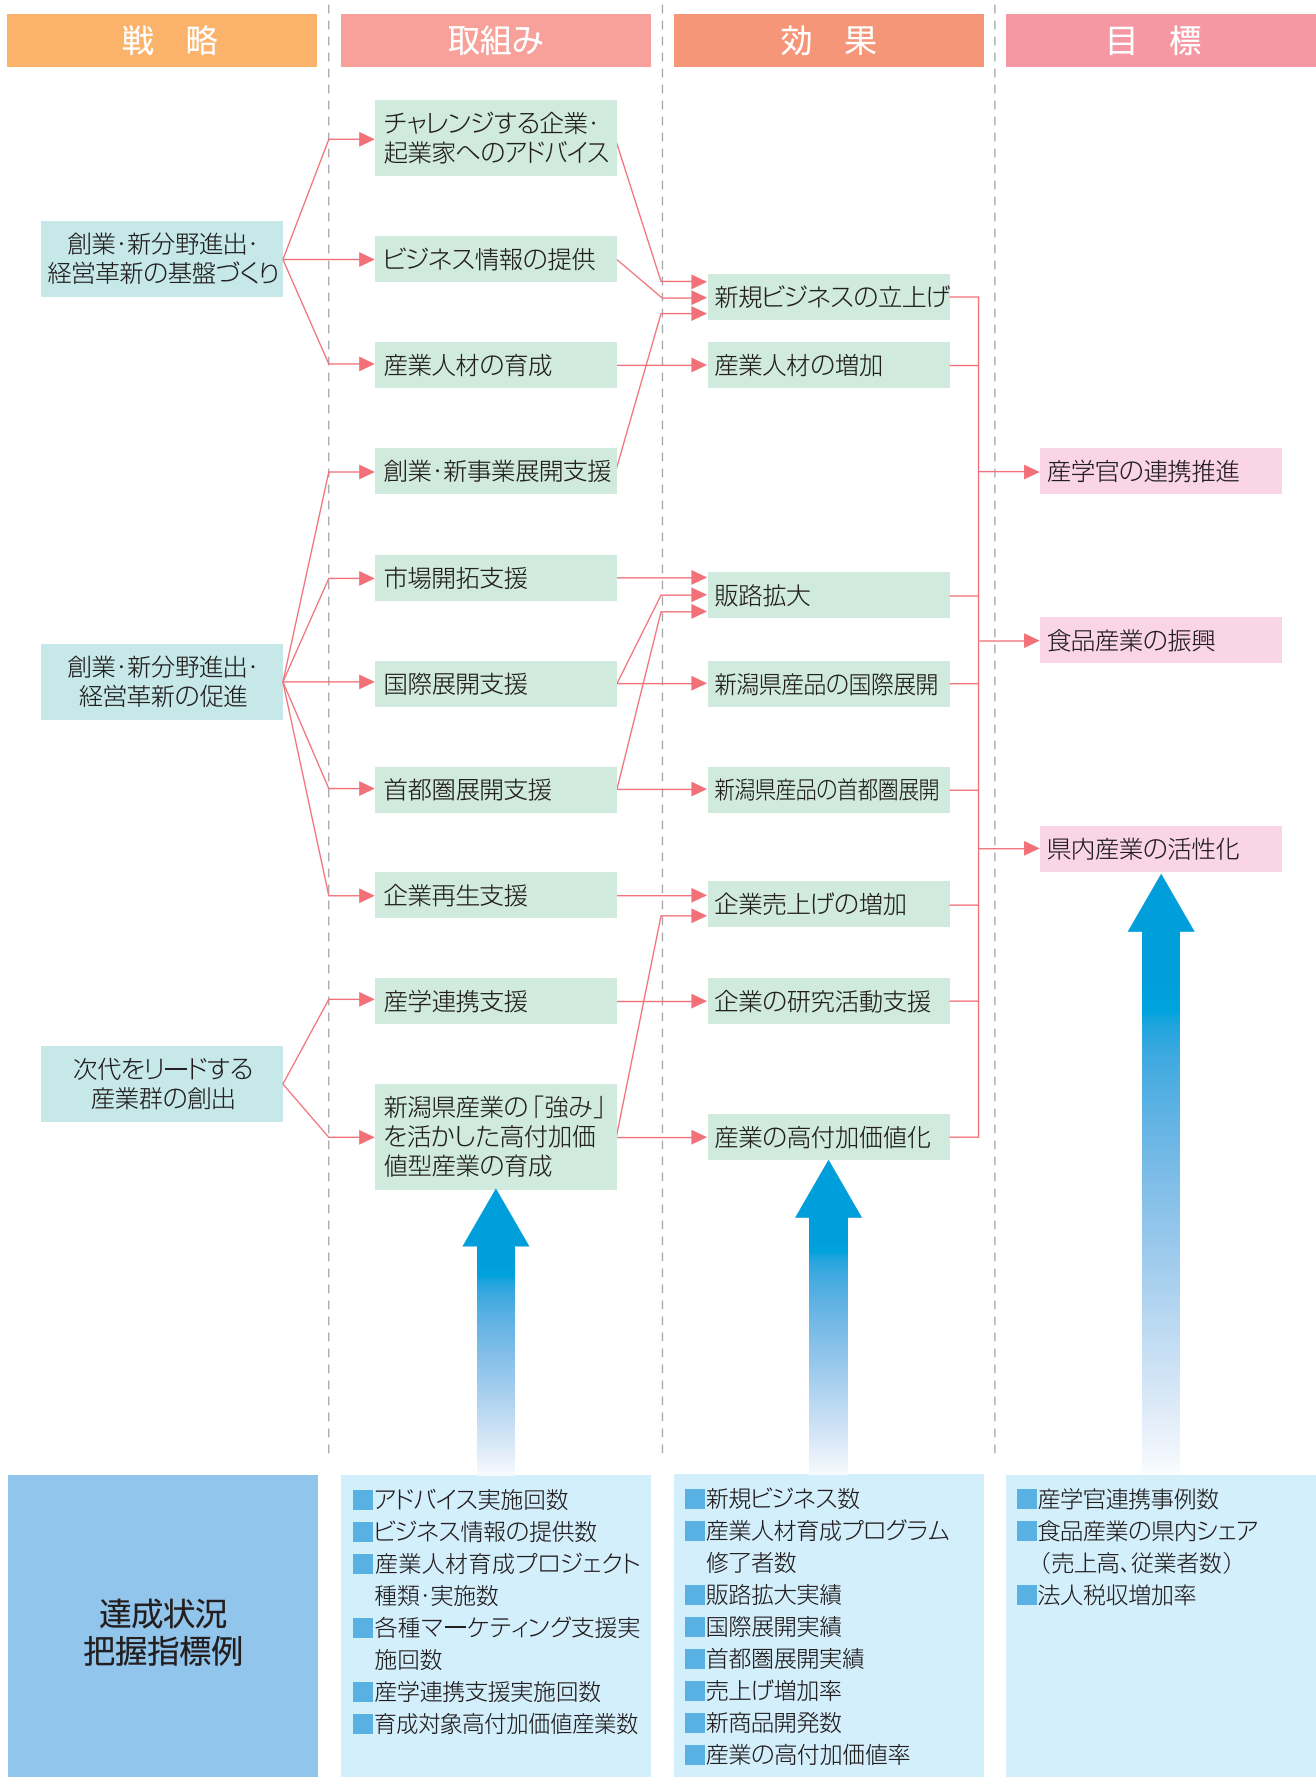 戦　略
取組み
効　果
目　標
創業･新分野進出･
経営革新の基盤づくり
創業･新分野進出･
経営革新の促進
次代をリードする
産業群の創出
チャレンジする企業･
起業家へのアドバイス
ビジネス情報の提供
産業人材の育成
創業･新事業展開支援
市場開拓支援
国際展開支援
首都圏展開支援
企業再生支援
産学連携支援
新潟県産業の｢強み｣
を活かした高付加価
値型産業の育成
新規ビジネスの立上げ
産業人材の増加
販路拡大
新潟県産品の国際展開
新潟県産品の首都圏展開
企業売上げの増加
企業の研究活動支援
産業の高付加価値化
産学官の連携推進
食品産業の振興
県内産業の活性化
達成状況
把握指標例
■アドバイス実施回数
■ビジネス情報の提供数
■産業人材育成プロジェクト
種類･実施数
■各種マーケティング支援実
施回数
■産学連携支援実施回数
■育成対象高付加価値産業数
■新規ビジネス数
■産業人材育成プログラム
修了者数
■販路拡大実績
■国際展開実績
■首都圏展開実績
■売上げ増加率
■新商品開発数
■産業の高付加価値率
■産学官連携事例数
■食品産業の県内シェア
（売上高、従業者数）
■法人税収増加率